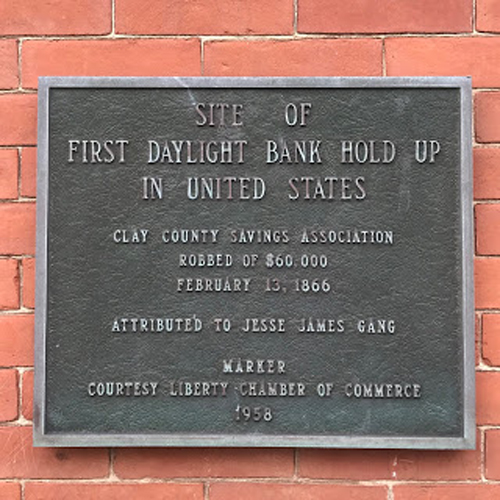 SITE OF
FIRST DAYLIGHT BANK HOLD UP
IN UNITED STATES
CLAY COUNTY SAVINGS ASSOCIATION
ROBBED OF $60,000
FEBRUARY 13, 1866
ATTRIBUTED TO JESSE JAMES GANG
MARKER
COURTESY LIBERTY CHAMBER OF COMMERCE
1958